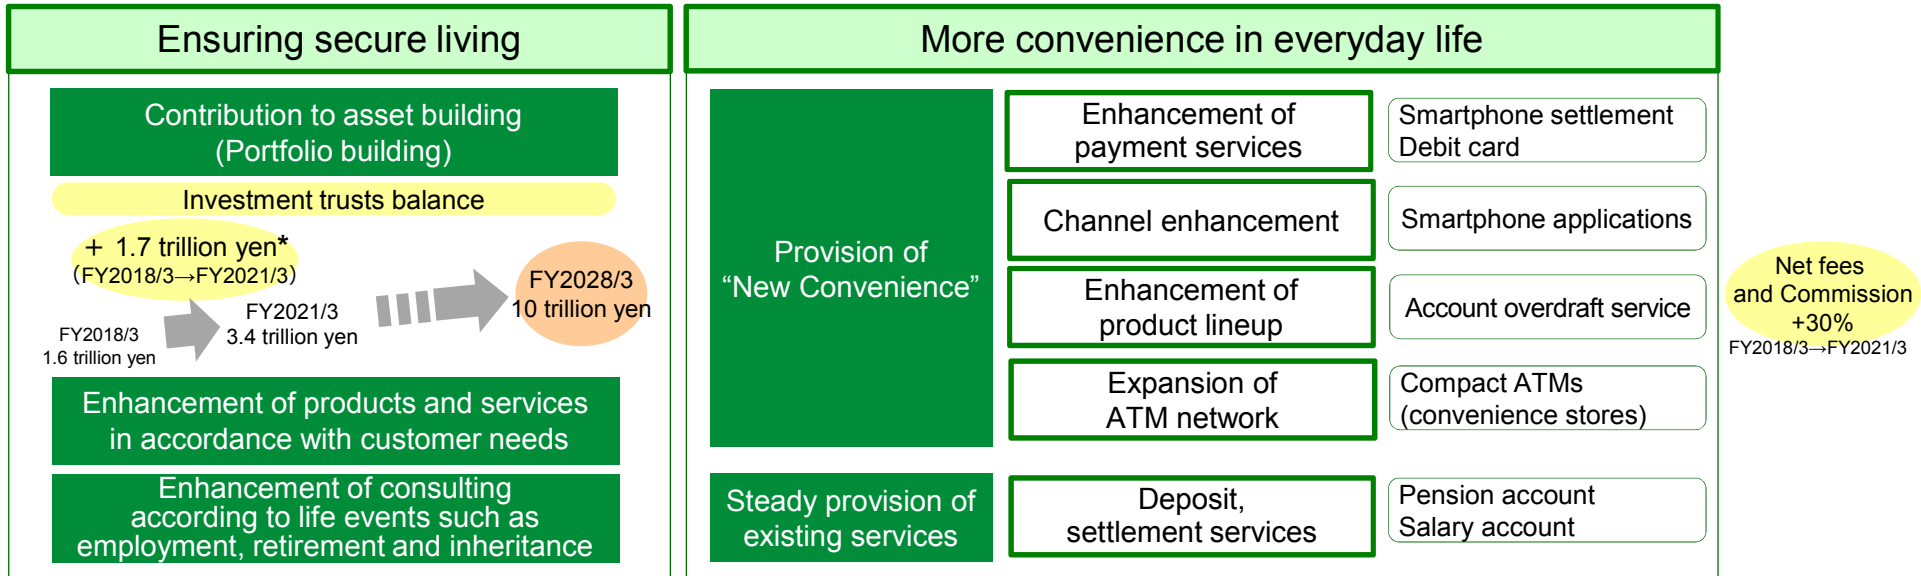 Ensuring secure living
Contribution to asset building
(Portfolio building)
Investment trusts balance
+ 1.7 trillion yen*
(FY2018/3→FY2021/3)
FY2018/3
1.6 trillion yen
FY2021/3
3.4 trillion yen
FY2028/3
10 trillion yen
Enhancement of products and services
in accordance with customer needs
Enhancement of consulting
according to life events such as
employment, retirement and inheritance
More convenience in everyday life
Provision of
“New Convenience”
Enhancement of
payment services
Smartphone settlement
Debit card
Channel enhancement
Smartphone applications
Enhancement of
product lineup
Account overdraft service
Expansion of
ATM network
Compact ATMs
(convenience stores)
Steady provision of
existing services
Deposit,
settlement services
Pension account
Salary account
Net fees
and Commission
+30%
FY2018/3→FY2021/3